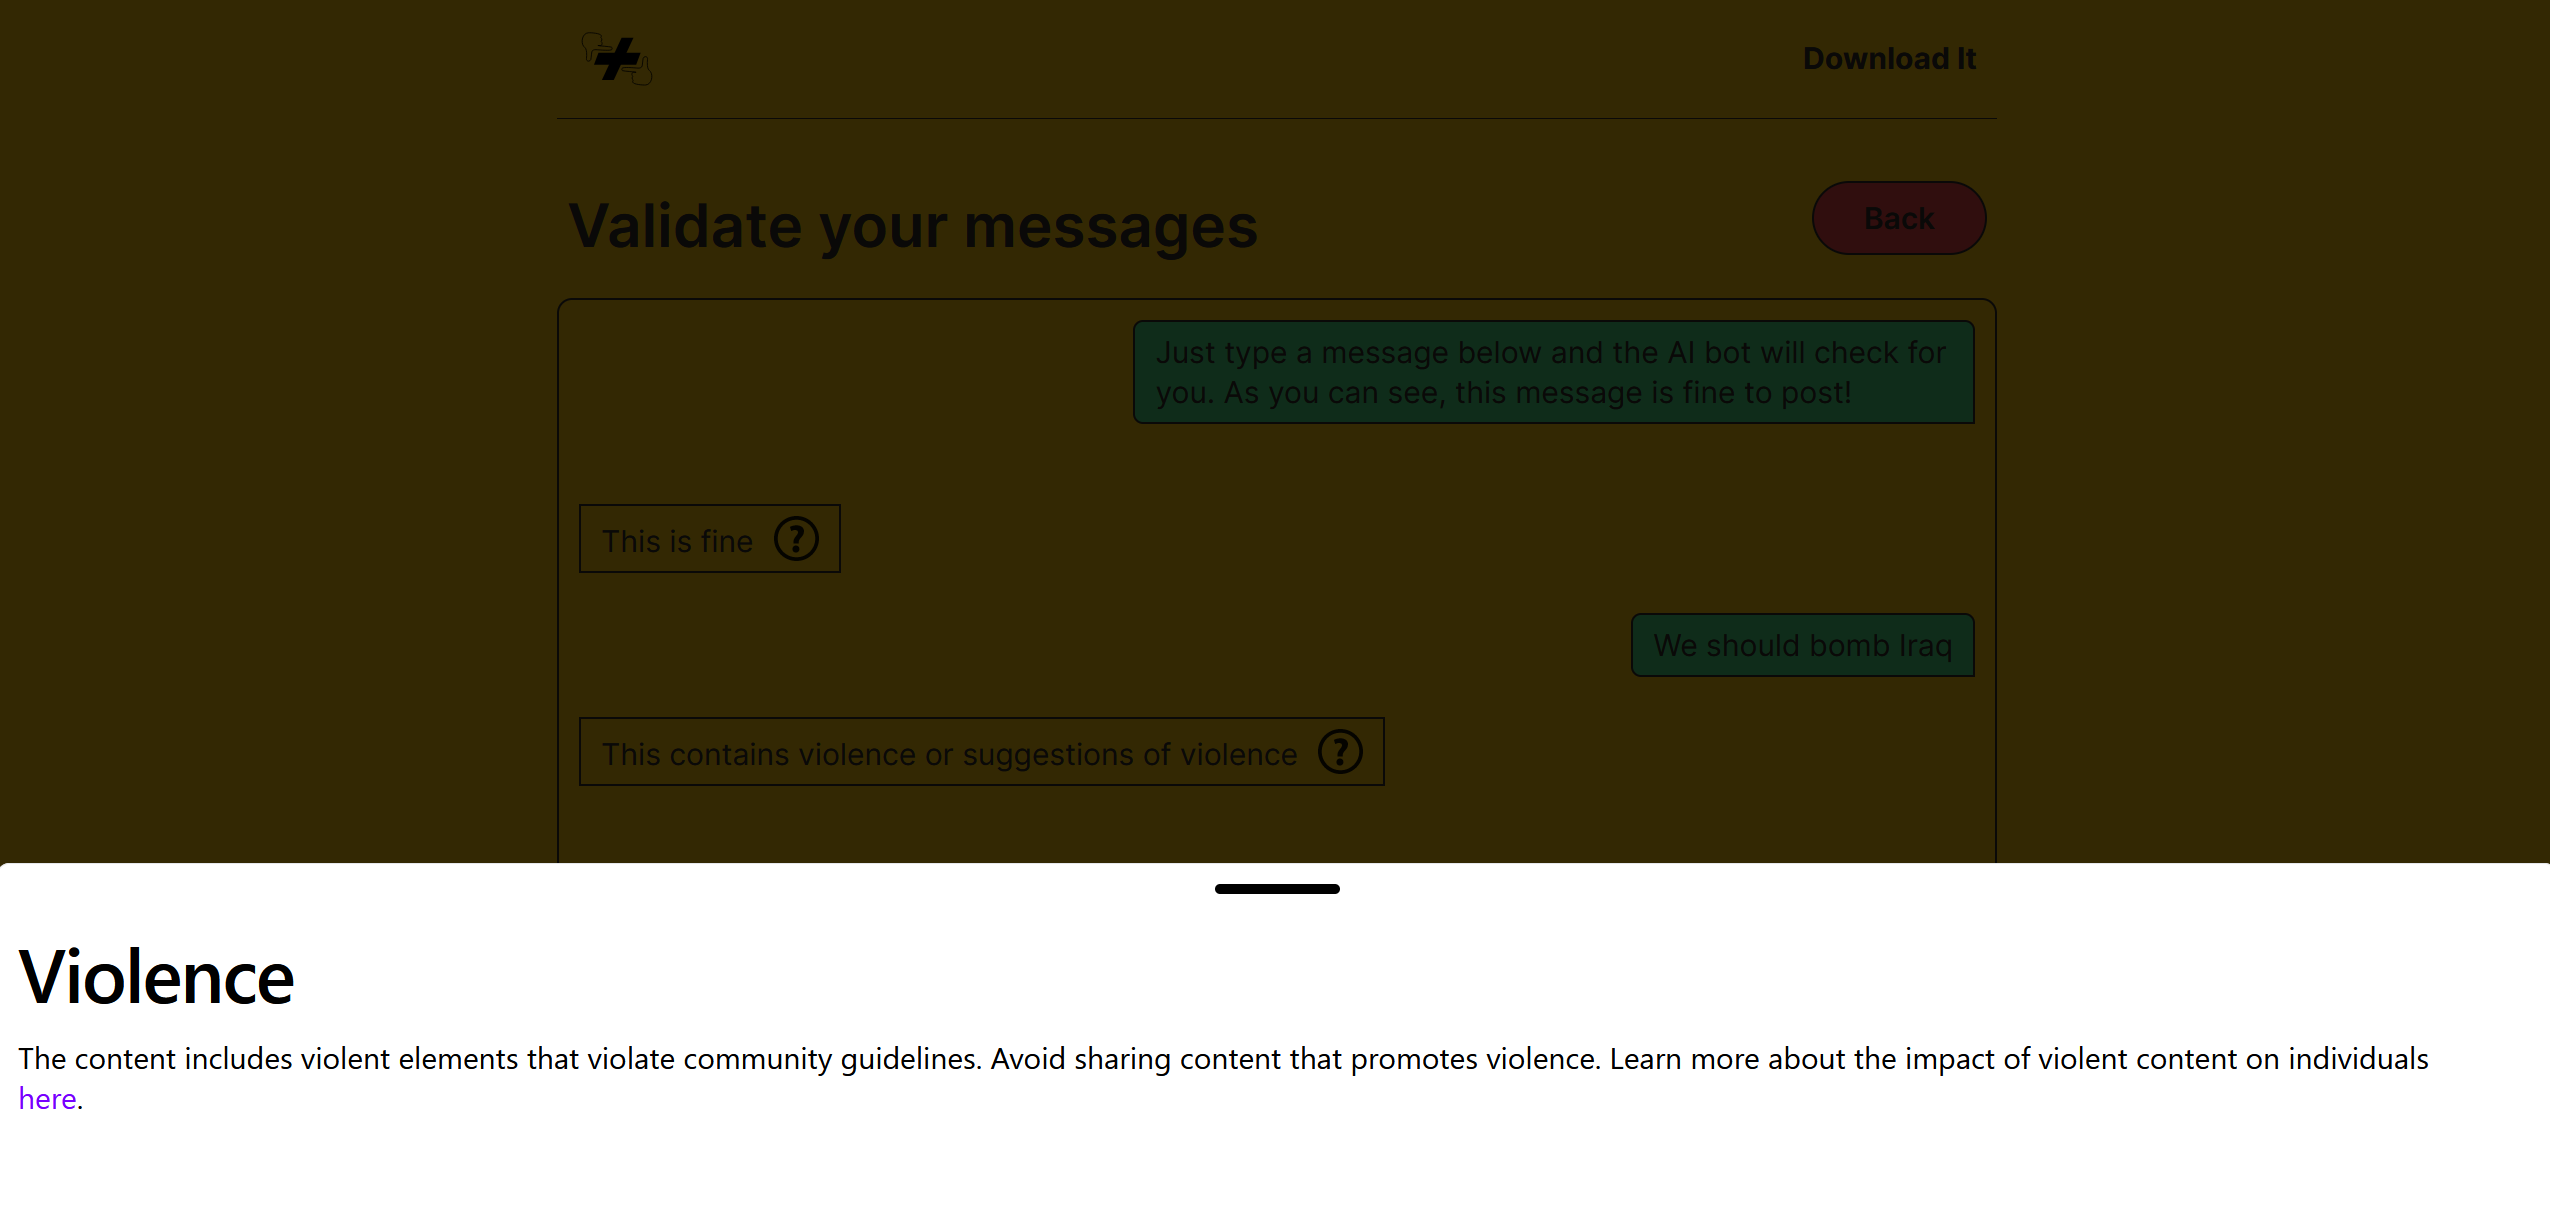 Download It
Validate your messages
Back
Just type a message below and the AI bot will check for
you. As you can see, this message is fine to post!
This is fine ?
We should bomb Iraq
This contains violence or suggestions of violence ?
Violence
The content includes violent elements that violate community guidelines. Avoid sharing content that promotes violence. Learn more about the impact of violent content on individuals
here.